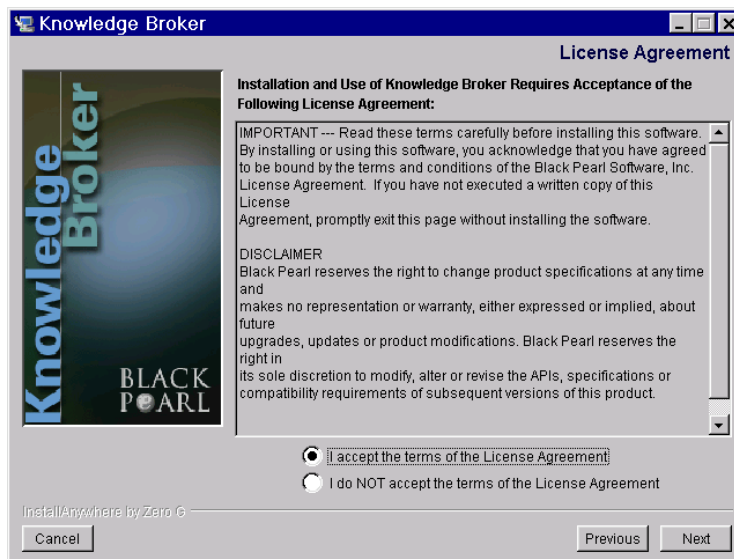 Knowledge Broker
License Agreement
Knowledge
Broker
BLACK
PEARL
Installation and Use of Knowledge Broker Requires Acceptance of the
Following License Agreement:
IMPORTANT --- Read these terms carefully before installing this software.
By installing or using this software, you acknowledge that you have agreed
to be bound by the terms and conditions of the Black Pearl Software, Inc.
License Agreement. If you have not executed a written copy of this
License
Agreement, promptly exit this page without installing the software.
DISCLAIMER
Black Pearl reserves the right to change product specifications at any time
and
makes no representation or warranty, either expressed or implied, about
future
upgrades, updates or product modifications. Black Pearl reserves the
right in
its sole discretion to modify, alter or revise the APIs, specifications or
compatibility requirements of subsequent versions of this product.
I accept the terms of the License Agreement
I do NOT accept the terms of the License Agreement
InstallAnywhere by Zero G
Cancel
Previous
Next